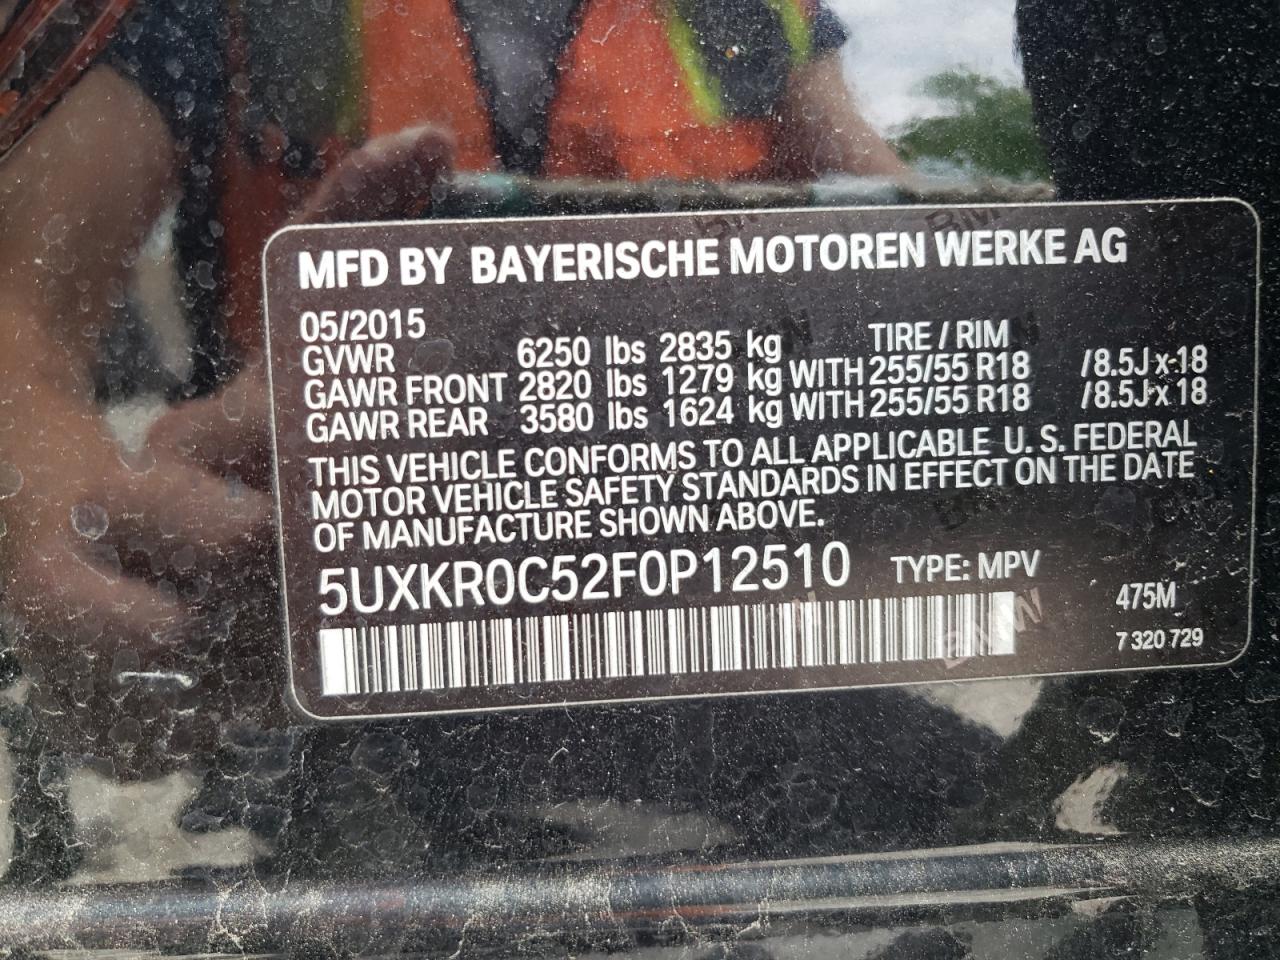 MFD BY BAYERISCHE MOTOREN WERKE AG
05/2015
GVWR 6250 lbs 2835 kg TIRE / RIM
GAWR FRONT 2820 lbs 1279 kg WITH 255/55 R18 /8.5J x 18
GAWR REAR 3580 lbs 1624 kg WITH 255/55 R18 /8.5J x 18
THIS VEHICLE CONFORMS TO ALL APPLICABLE U. S. FEDERAL
MOTOR VEHICLE SAFETY STANDARDS IN EFFECT ON THE DATE
OF MANUFACTURE SHOWN ABOVE.
5UXKR0C52F0P12510 TYPE: MPV
475M
7 320 729